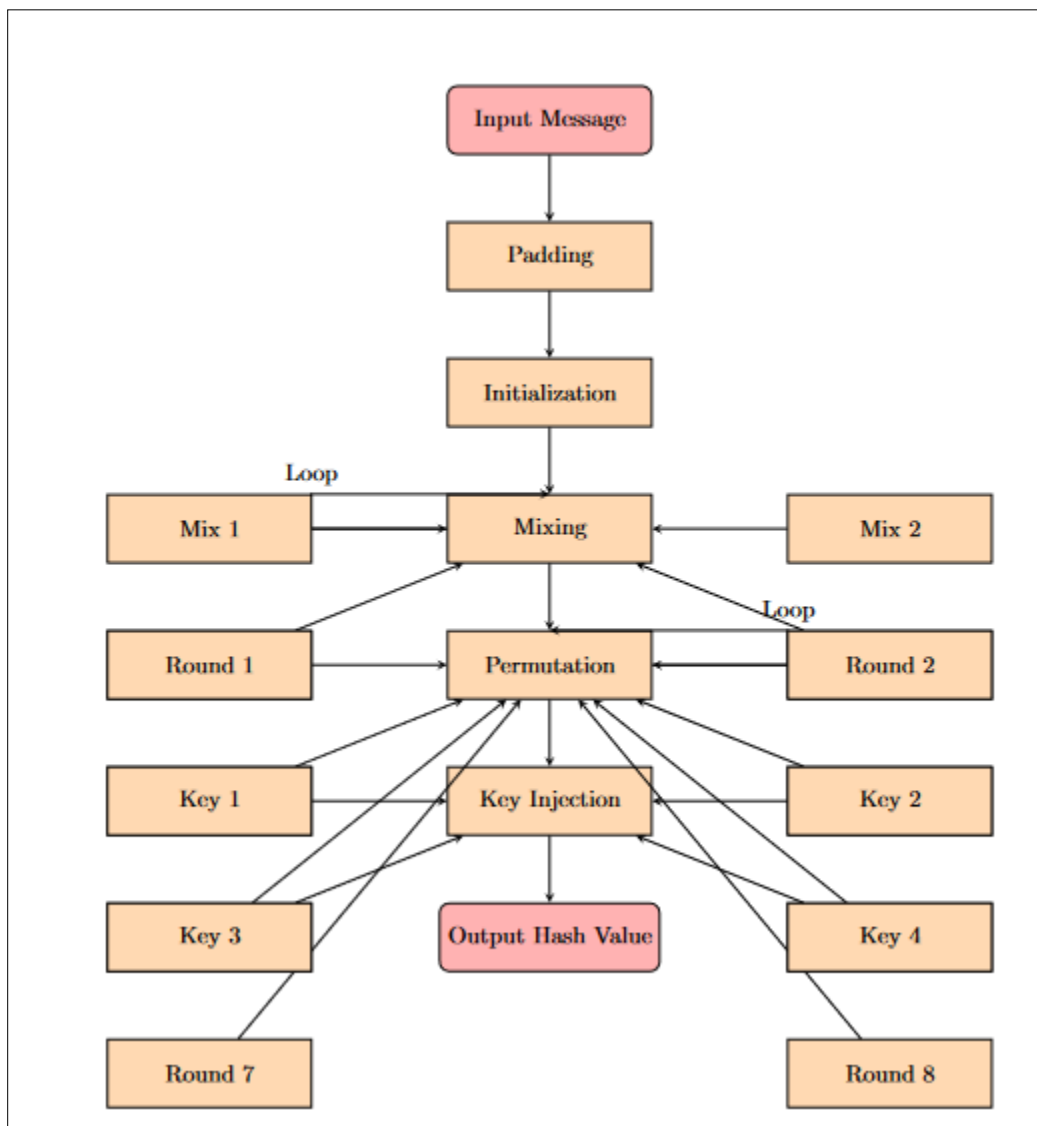 Input Message
Padding
Initialization
Loop
Mix 1
Mixing
Mix 2
Loop
Round 1
Permutation
Round 2
Key 1
Key Injection
Key 2
Key 3
Output Hash Value
Key 4
Round 7
Round 8